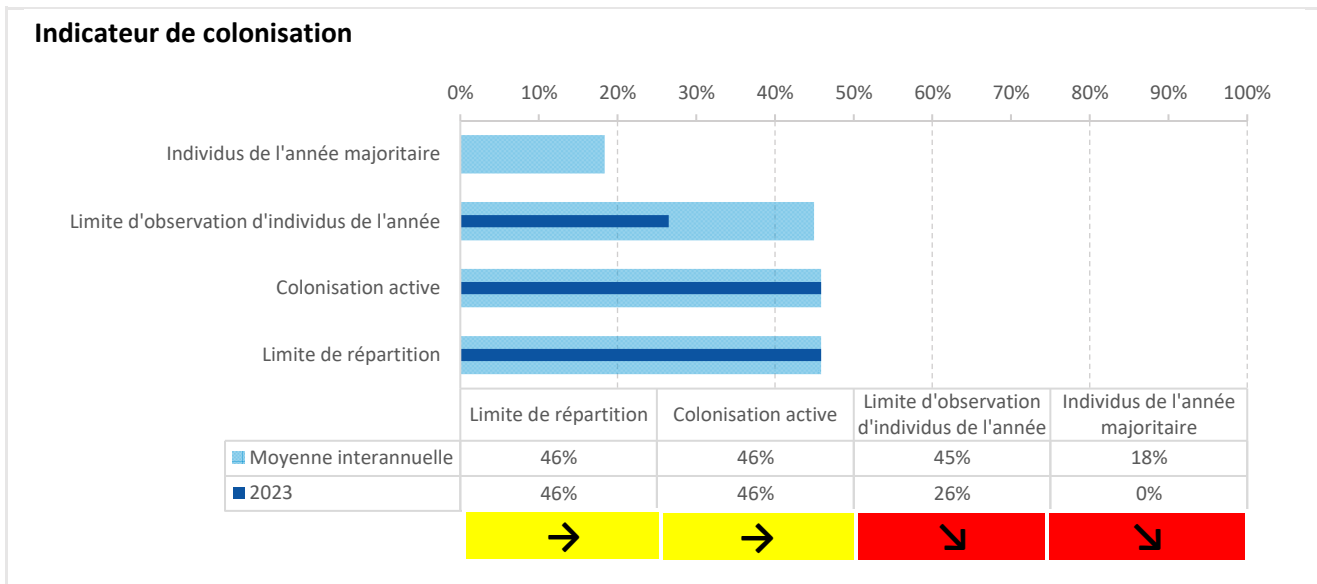 Indicateur de colonisation
0% 10% 20% 30% 40% 50% 60% 70% 80% 90% 100%
Individus de l'année majoritaire
Limite d'observation d'individus de l'année
Colonisation active
Limite de répartition
Limite de répartition Colonisation active Limite d'observation d'individus de l'année Individus de l'année majoritaire
Moyenne interannuelle 46% 46% 45% 18%
2023 46% 46% 26% 0%
→ → ↘ ↘